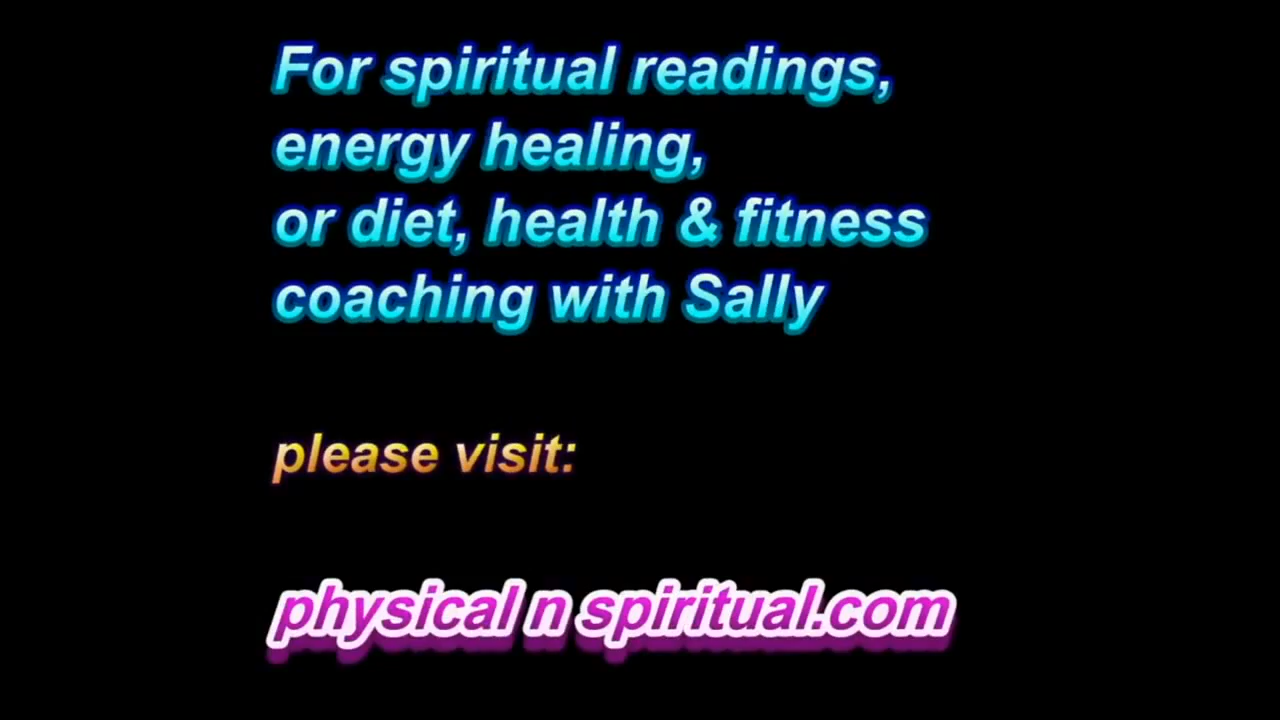 For spiritual readings,
energy healing,
or diet, health & fitness
coaching with Sally
please visit:
physical n spiritual.com